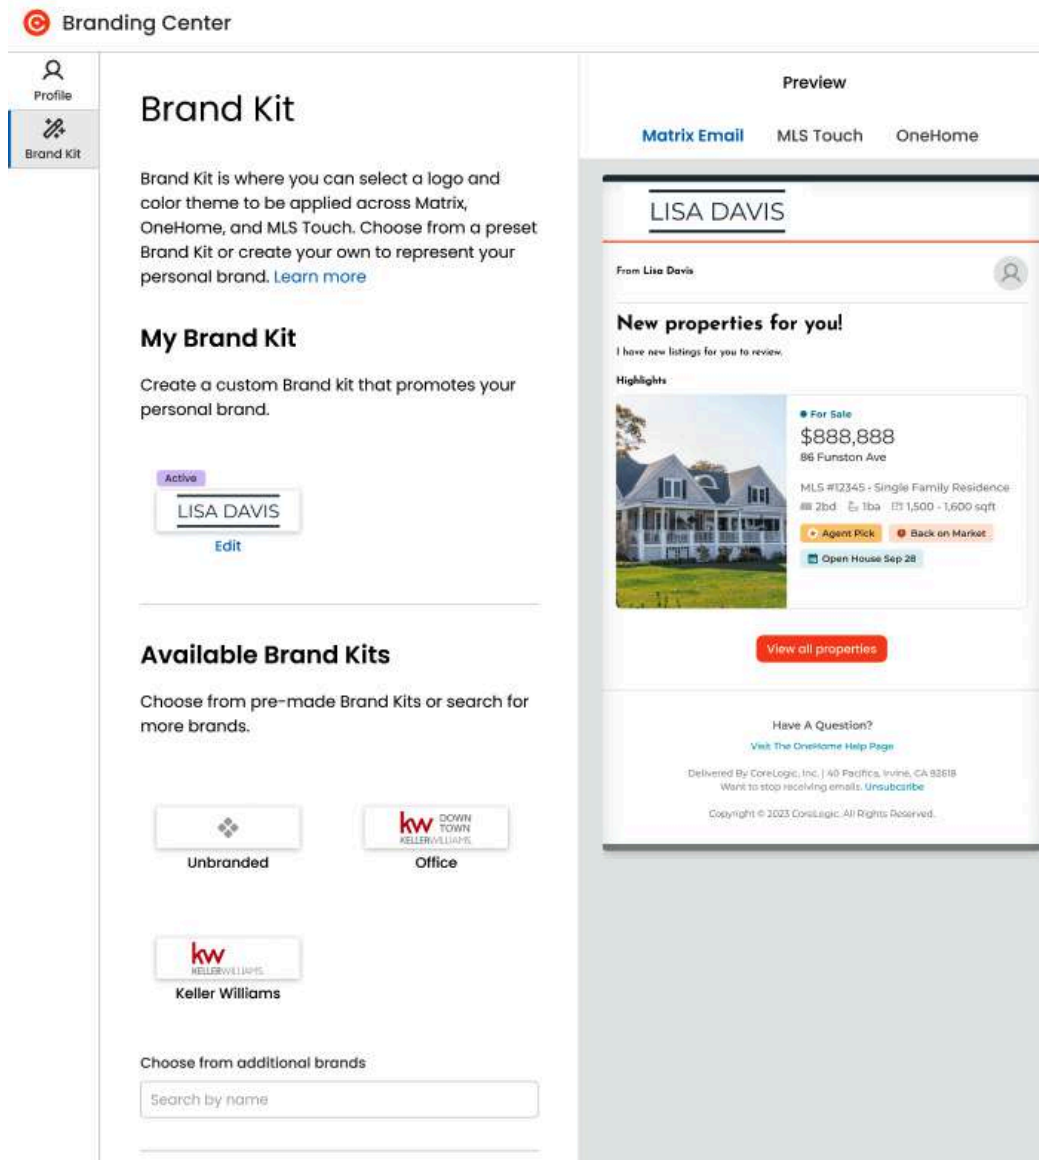 Branding Center
Profile
Brand Kit
Brand Kit
Brand Kit is where you can select a logo and
color theme to be applied across Matrix,
OneHome, and MLS Touch. Choose from a preset
Brand Kit or create your own to represent your
personal brand. Learn more
My Brand Kit
Create a custom Brand kit that promotes your
personal brand.
Active
LISA DAVIS
Edit
Available Brand Kits
Choose from pre-made Brand Kits or search for
more brands.
Unbranded
kw DOWN
TOWN
KELLERWILLIAMS.
Office
kw
KELLERWILLIAMS.
Keller Williams
Choose from additional brands
Search by name
Preview
Matrix Email MLS Touch OneHome
LISA DAVIS
From Lisa Davis
New properties for you!
I have new listings for you to review.
Highlights
For Sale
$888,888
86 Funston Ave
MLS #12345 - Single Family Residence
2bd 1ba 1,500 - 1,600 sqft
Agent Pick Back on Market
Open House Sep 28
View all properties
Have A Question?
Visit The OneHome Help Page
Delivered By CoreLogic, Inc. | 40 Pacifica, Irvine, CA 92618
Want to stop receiving emails. Unsubscribe
Copyright © 2023 CoreLogic. All Rights Reserved.